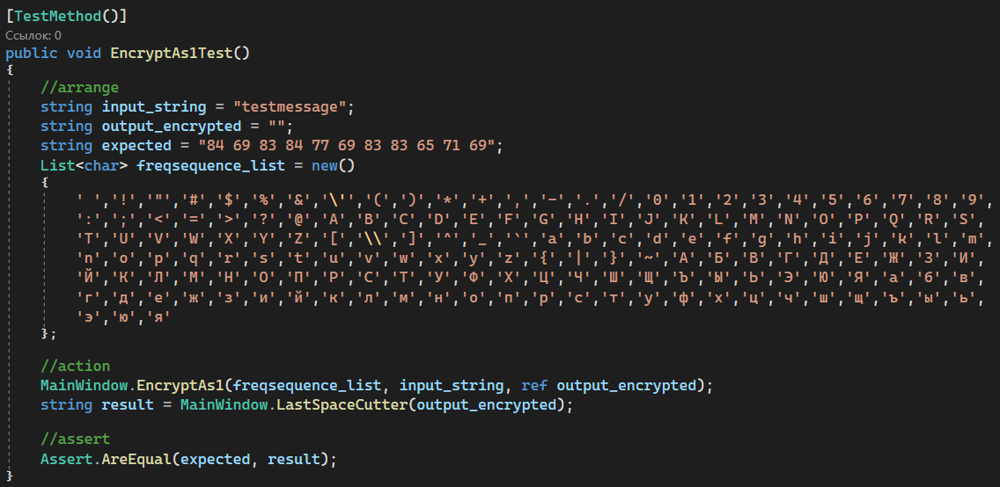 [TestMethod()]
Ссылок: 0
public void EncryptAs1Test()
{
    //arrange
    string input_string = "testmessage";
    string output_encrypted = "";
    string expected = "84 69 83 84 77 69 83 83 65 71 69";
    List<char> freqsequence_list = new()
    {
        ' ','!','"','#','$','%','&','\'','(',')','*','+',',','-','.','/','0','1','2','3','4','5','6','7','8','9',
        ':',';','<','=','>','?','@','A','B','C','D','E','F','G','H','I','J','K','L','M','N','O','P','Q','R','S',
        'T','U','V','W','X','Y','Z','[','\\',']','^','_','`','a','b','c','d','e','f','g','h','i','j','k','l','m',
        'n','o','p','q','r','s','t','u','v','w','x','y','z','{','|','}','~','А','Б','В','Г','Д','Е','Ж','З','И',
        'Й','К','Л','М','Н','О','П','Р','С','Т','У','Ф','Х','Ц','Ч','Ш','Щ','Ъ','Ы','Ь','Э','Ю','Я','а','б','в',
        'г','д','е','ж','з','и','й','к','л','м','н','о','п','р','с','т','у','ф','х','ц','ч','ш','щ','ъ','ы','ь',
        'э','ю','я'
    };
    //action
    MainWindow.EncryptAs1(freqsequence_list, input_string, ref output_encrypted);
    string result = MainWindow.LastSpaceCutter(output_encrypted);
    //assert
    Assert.AreEqual(expected, result);
}